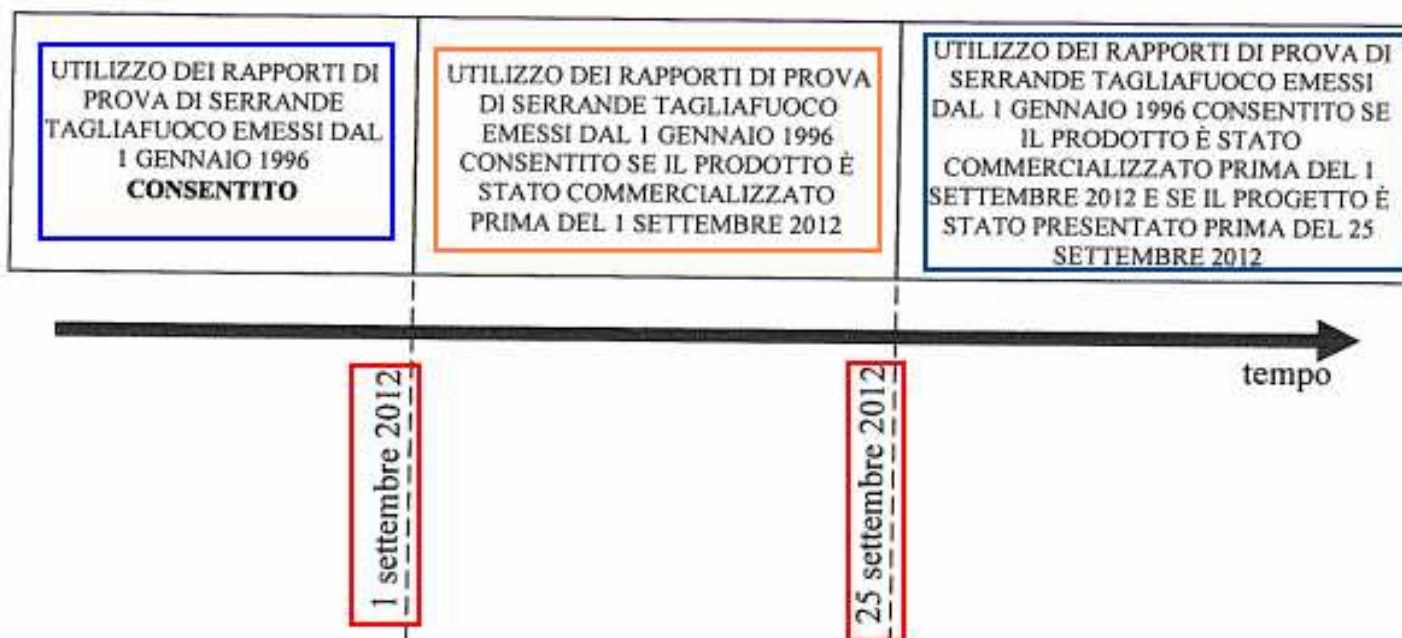 UTILIZZO DEI RAPPORTI DI
PROVA DI SERRANDE
TAGLIAFUOCO EMESSI DAL
1 GENNAIO 1996
CONSENTITO
UTILIZZO DEI RAPPORTI DI PROVA
DI SERRANDE TAGLIAFUOCO
EMESSI DAL 1 GENNAIO 1996
CONSENTITO SE IL PRODOTTO È
STATO COMMERCIALIZZATO
PRIMA DEL 1 SETTEMBRE 2012
UTILIZZO DEI RAPPORTI DI PROVA DI
SERRANDE TAGLIAFUOCO EMESSI
DAL 1 GENNAIO 1996 CONSENTITO SE
IL PRODOTTO È STATO
COMMERCIALIZZATO PRIMA DEL 1
SETTEMBRE 2012 E SE IL PROGETTO È
STATO PRESENTATO PRIMA DEL 25
SETTEMBRE 2012
tempo
1 settembre 2012
25 settembre 2012